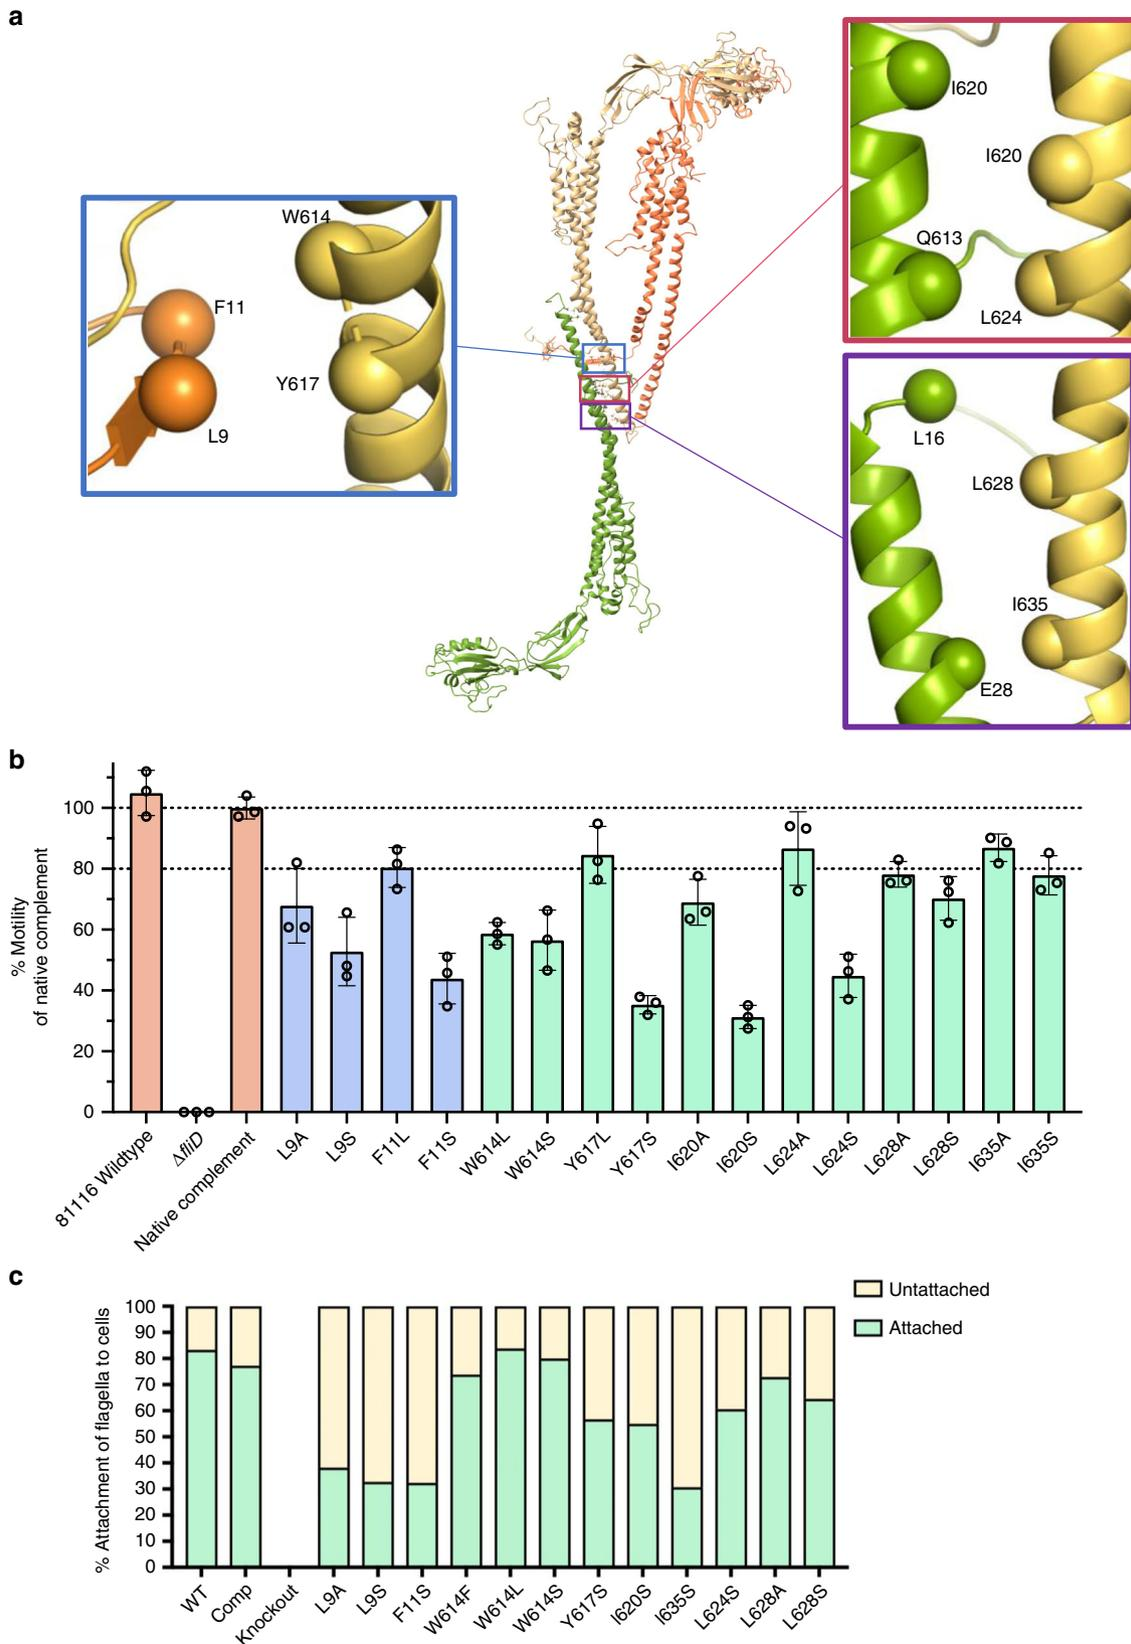 a
I620
I620
Q613
L624
W614
F11
Y617
L9
L16
L628
I635
E28
b
% Motility
of native complement
100
80
60
40
20
0
81116 Wildtype
ΔfliD
Native complement
L9A
L9S
F11L
F11S
W614L
W614S
Y617L
Y617S
I620A
I620S
L624A
L624S
L628A
L628S
I635A
I635S
c
% Attachment of flagella to cells
100
90
80
70
60
50
40
30
20
10
0
WT
Comp
Knockout
L9A
L9S
F11S
W614F
W614L
W614S
Y617S
I620S
I635S
L624S
L628A
L628S
Untattached
Attached